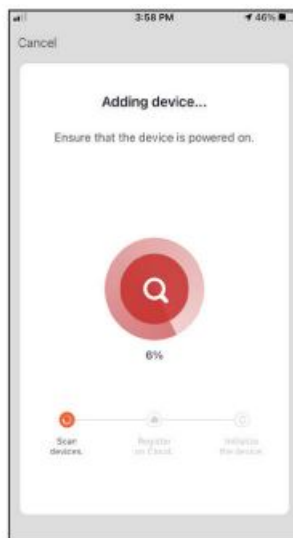 3:58 PM
46%
Cancel
Adding device...
Ensure that the device is powered on.
6%
Scan
devices.
Register
on Cloud.
Initialize
the device.